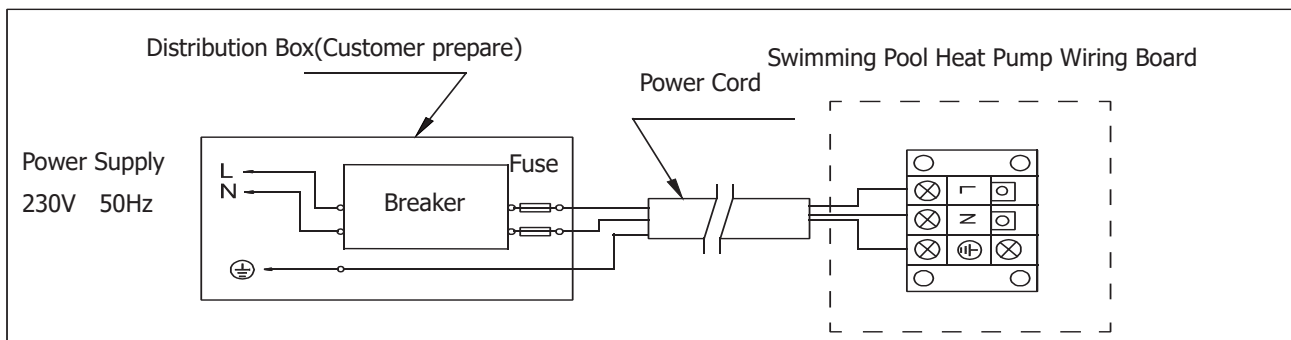 Distribution Box(Customer prepare)
Swimming Pool Heat Pump Wiring Board
Power Cord
Power Supply
230V 50Hz
L
N
Breaker
Fuse
L
N